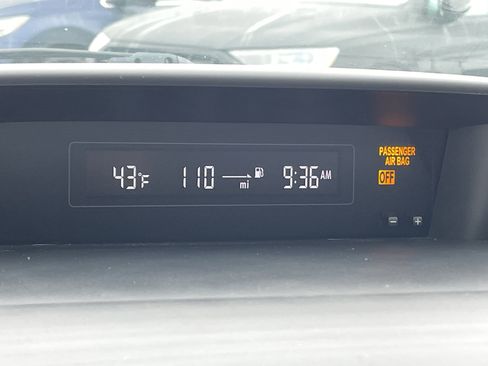 43°F 110 mi 9:36 AM
PASSENGER
AIR BAG
OFF
- +